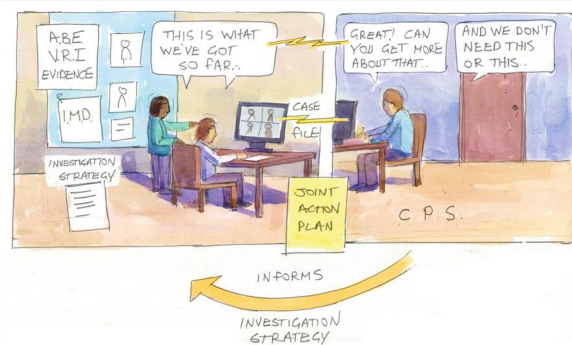 A.B.E
V.R.I
EVIDENCE
I.M.D.
INVESTIGATION
STRATEGY
THIS IS WHAT
WE'VE GOT
SO FAR..
CASE
FILE
JOINT
ACTION
PLAN
GREAT! CAN
YOU GET MORE
ABOUT THAT..
AND WE DON'T
NEED THIS
OR THIS..
C.P.S.
INFORMS
INVESTIGATION
STRATEGY